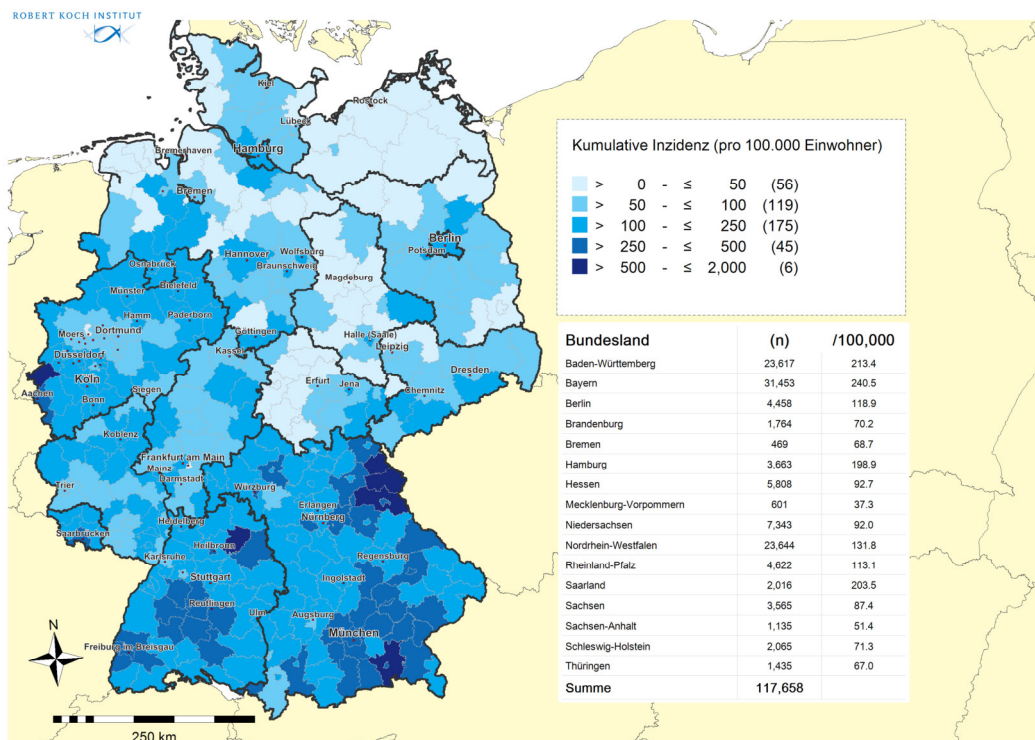 ROBERT KOCH INSTITUT
Kiel
Rostock
Lübeck
Hamburg
Bremerhaven
Bremen
Berlin
Potsdam
Hannover
Wolfsburg
Braunschweig
Magdeburg
Osnabrück
Bielefeld
Münster
Hamm
Paderborn
Göttingen
Halle (Saale)
Leipzig
Moers
Dortmund
Düsseldorf
Kassel
Dresden
Köln
Erfurt
Jena
Chemnitz
Aachen
Bonn
Siegen
Koblenz
Frankfurt am Main
Mainz
Darmstadt
Trier
Würzburg
Erlangen
Nürnberg
Saarbrücken
Heidelberg
Heilbronn
Karlsruhe
Regensburg
Stuttgart
Ingolstadt
Reutlingen
Ulm
Augsburg
München
Freiburg im Breisgau
N
250 km
Kumulative Inzidenz (pro 100.000 Einwohner)
> 0 - ≤ 50 (56)
> 50 - ≤ 100 (119)
> 100 - ≤ 250 (175)
> 250 - ≤ 500 (45)
> 500 - ≤ 2,000 (6)
Bundesland (n) /100,000
Baden-Württemberg 23,617 213.4
Bayern 31,453 240.5
Berlin 4,458 118.9
Brandenburg 1,764 70.2
Bremen 469 68.7
Hamburg 3,663 198.9
Hessen 5,808 92.7
Mecklenburg-Vorpommern 601 37.3
Niedersachsen 7,343 92.0
Nordrhein-Westfalen 23,644 131.8
Rheinland-Pfalz 4,622 113.1
Saarland 2,016 203.5
Sachsen 3,565 87.4
Sachsen-Anhalt 1,135 51.4
Schleswig-Holstein 2,065 71.3
Thüringen 1,435 67.0
Summe 117,658